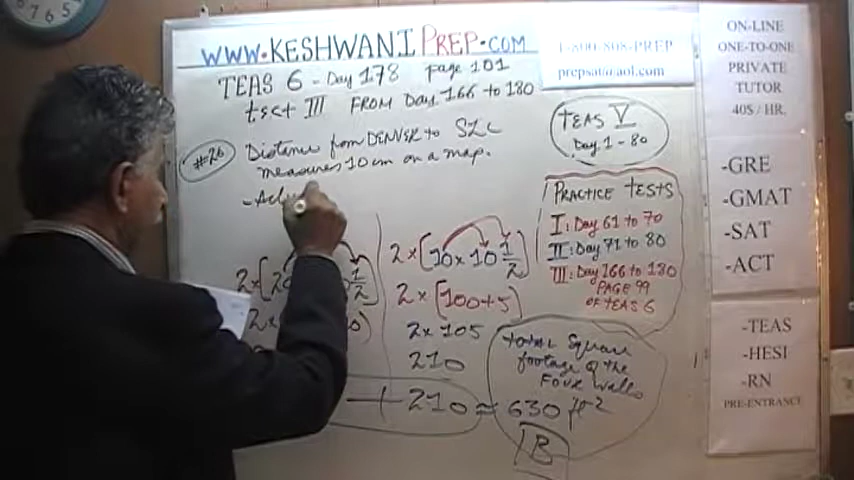 WWW.KESHWANIPREP.COM
1-800-808-PREP
prepsat@aol.com
TEAS 6 - Day 178 page 101
test III FROM Day 166 to 180
#26
Distance from DENVER to SLC
measures 10 cm on a map.
2 × [10 × 10 1/2]
2 × [100+5]
2 × 105
210
+ 210 ≈ 630 ft²
Total Square
footage of the
FOUR walls
B
TEAS V
Day 1 - 80
PRACTICE TESTS
I: Day 61 to 70
II: Day 71 to 80
III: Day 166 to 180
PAGE 99
OF TEAS 6
ON-LINE
ONE-TO-ONE
PRIVATE
TUTOR
40$ / HR.
-GRE
-GMAT
-SAT
-ACT
-TEAS
-HESI
-RN
PRE-ENTRANCE
7 6 5